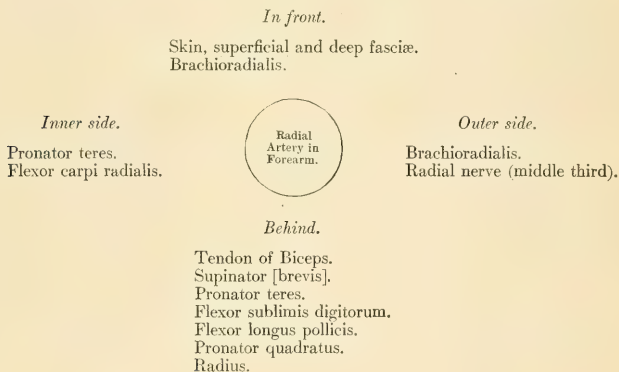 In front.
Skin, superficial and deep fasciæ.
Brachioradialis.
Inner side.
Pronator teres.
Flexor carpi radialis.
Radial
Artery in
Forearm.
Outer side.
Brachioradialis.
Radial nerve (middle third).
Behind.
Tendon of Biceps.
Supinator [brevis].
Pronator teres.
Flexor sublimis digitorum.
Flexor longus pollicis.
Pronator quadratus.
Radius.